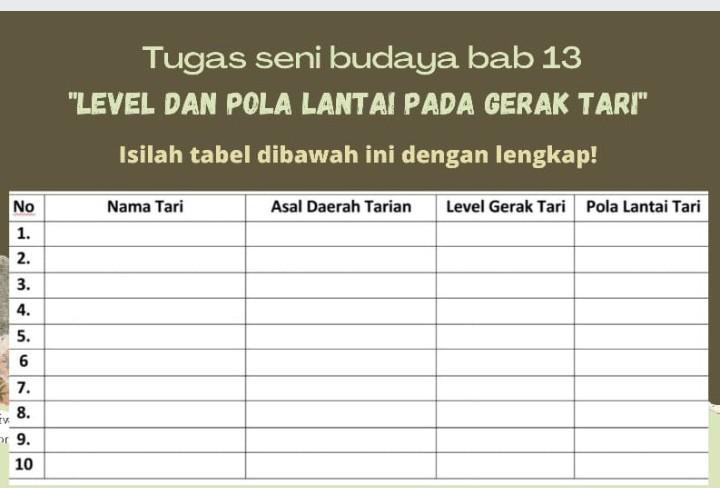 Tugas seni budaya bab 13
"LEVEL DAN POLA LANTAI PADA GERAK TARI"
Isilah tabel dibawah ini dengan lengkap!
No Nama Tari Asal Daerah Tarian Level Gerak Tari Pola Lantai Tari
1.
2.
3.
4.
5.
6
7.
8.
9.
10